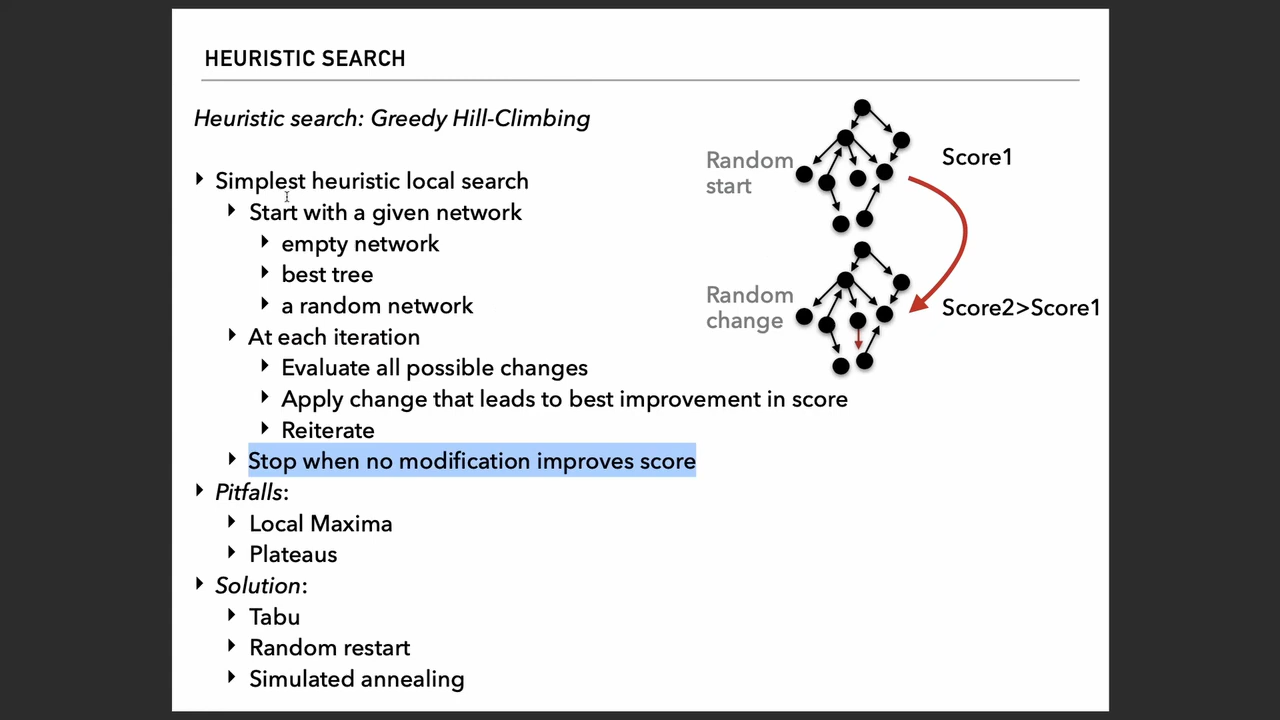 HEURISTIC SEARCH
Heuristic search: Greedy Hill-Climbing
Simplest heuristic local search
Start with a given network
empty network
best tree
a random network
At each iteration
Evaluate all possible changes
Apply change that leads to best improvement in score
Reiterate
Stop when no modification improves score
Pitfalls:
Local Maxima
Plateaus
Solution:
Tabu
Random restart
Simulated annealing
Random
start
Score1
Random
change
Score2>Score1